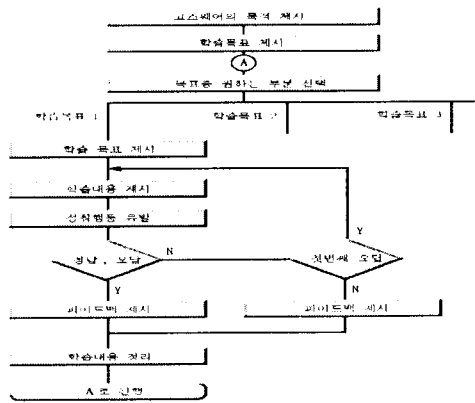 코스웨어의 목적 제시
학습목표 제시
A
목표중 원하는 부분 선택
학습목표 1 학습목표 2 학습목표 3
학습 목표 제시
학습내용 제시
성취행동 유발
정답, 오답 N 첫번째 오답 Y
Y N
피이드백 제시 피이드백 제시
학습내용 정리
A로 진행